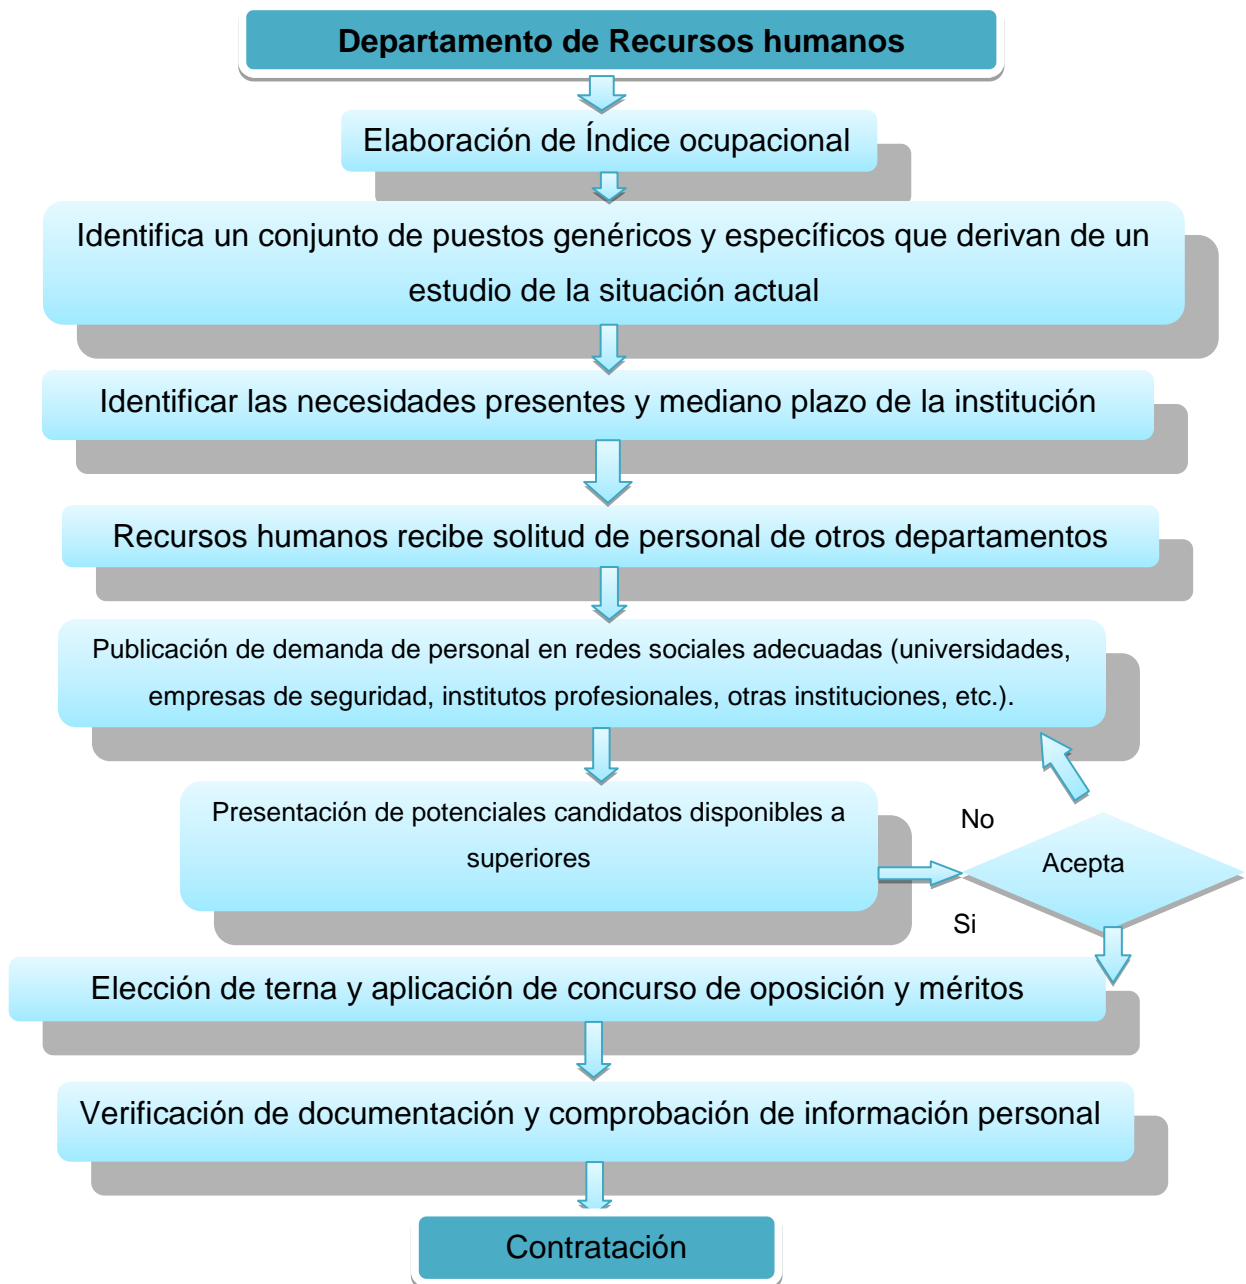 Departamento de Recursos humanos
Elaboración de Índice ocupacional
Identifica un conjunto de puestos genéricos y específicos que derivan de un
estudio de la situación actual
Identificar las necesidades presentes y mediano plazo de la institución
Recursos humanos recibe solitud de personal de otros departamentos
Publicación de demanda de personal en redes sociales adecuadas (universidades,
empresas de seguridad, institutos profesionales, otras instituciones, etc.).
Presentación de potenciales candidatos disponibles a
superiores
No
Acepta
Si
Elección de terna y aplicación de concurso de oposición y méritos
Verificación de documentación y comprobación de información personal
Contratación